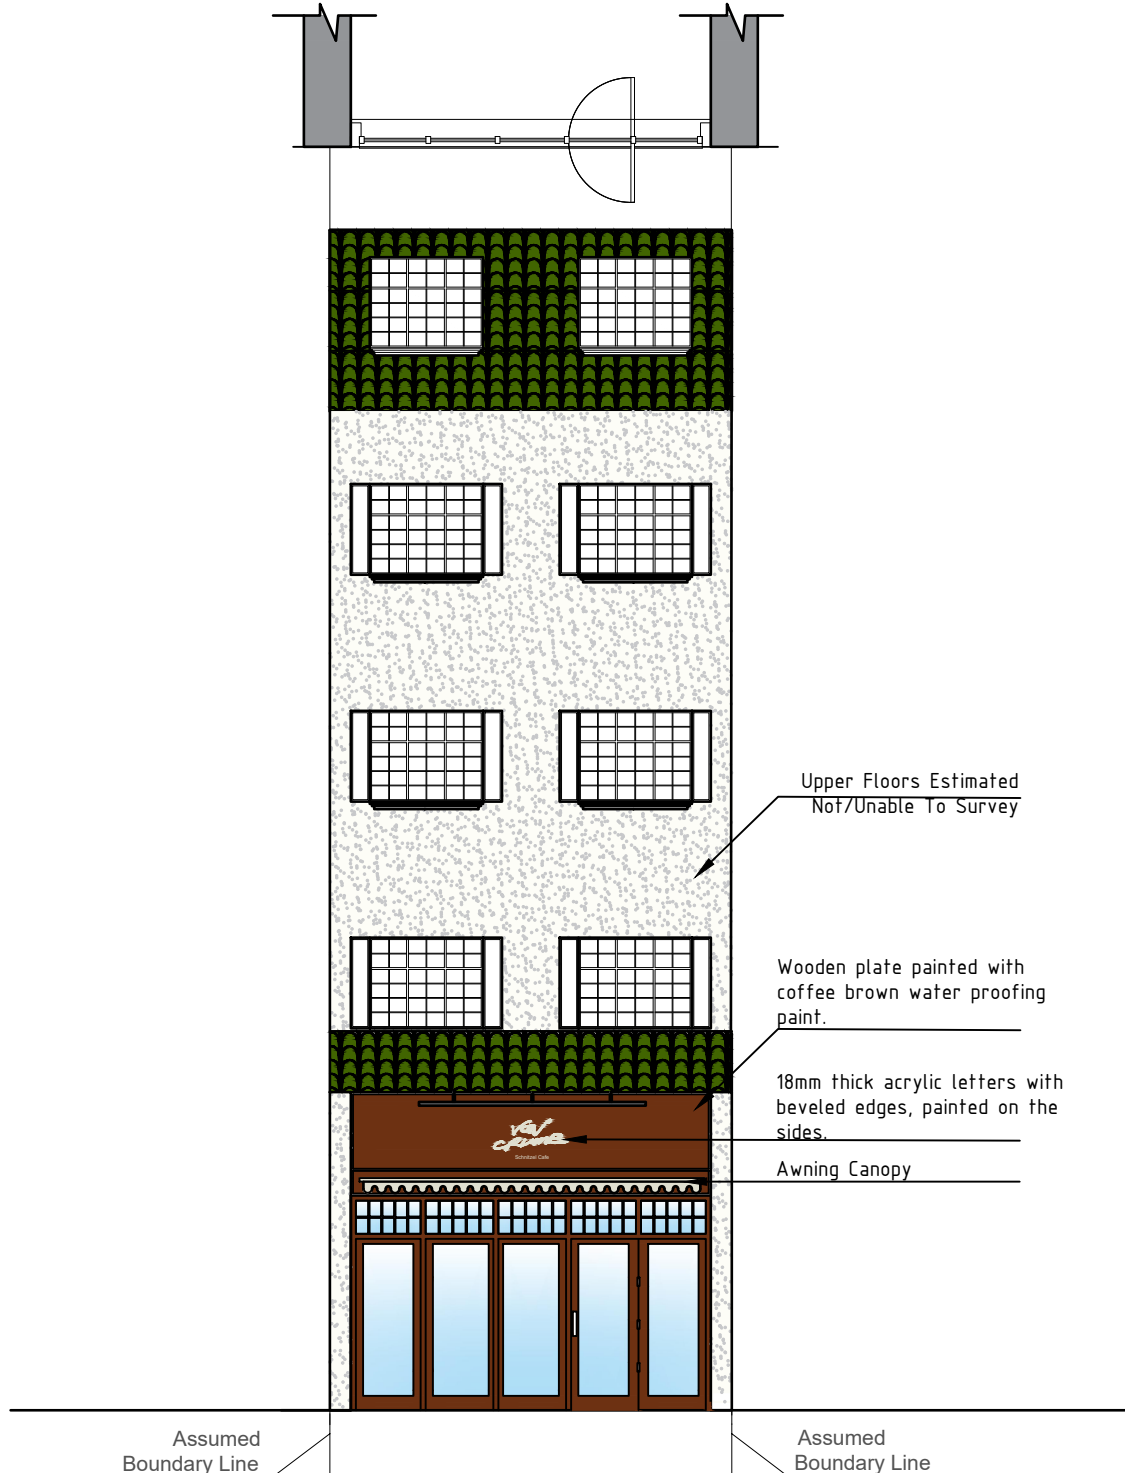 Upper Floors Estimated
Not/Unable To Survey
Wooden plate painted with
coffee brown water proofing
paint.
18mm thick acrylic letters with
beveled edges, painted on the
sides.
Schnitzel Cafe
Awning Canopy
Assumed
Boundary Line
Assumed
Boundary Line